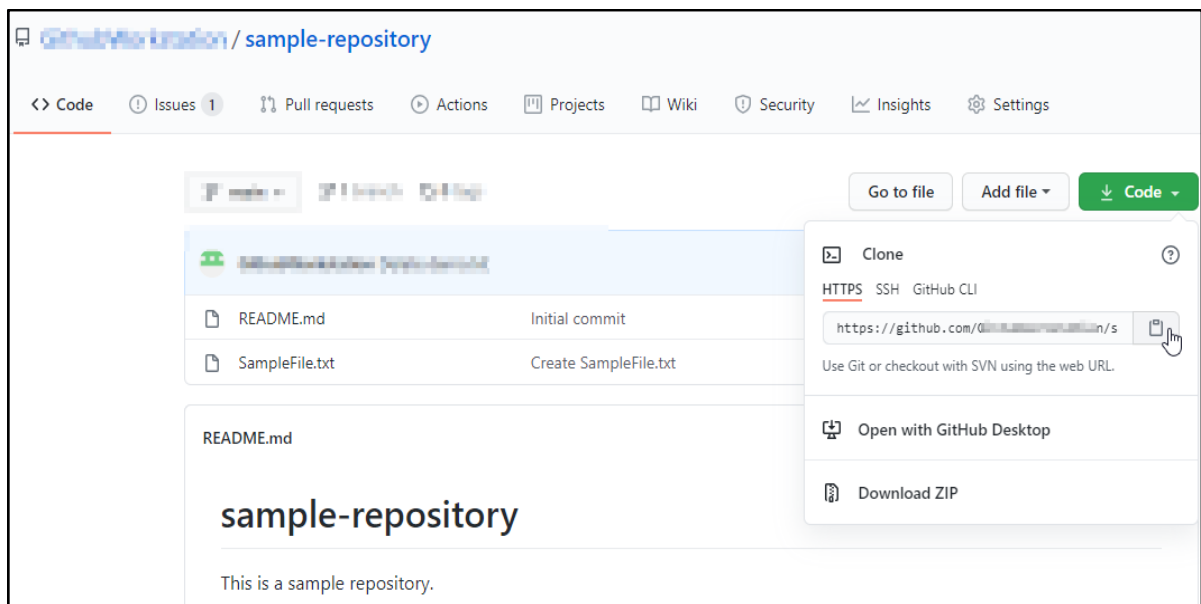 / sample-repository
Code Issues 1 Pull requests Actions Projects Wiki Security Insights Settings
Go to file Add file Code
Clone
HTTPS SSH GitHub CLI
https://github.com/ n/s
Use Git or checkout with SVN using the web URL.
Open with GitHub Desktop
Download ZIP
README.md Initial commit
SampleFile.txt Create SampleFile.txt
README.md
sample-repository
This is a sample repository.